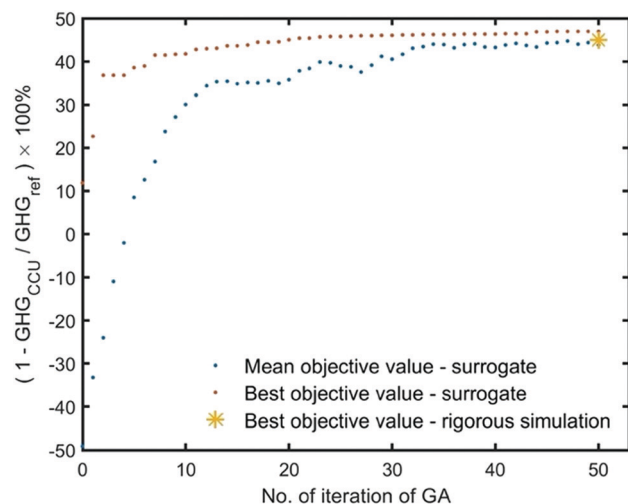 50
40
30
20
10
0
-10
-20
-30
-40
-50
( 1 - GHG_CCU / GHG_ref ) × 100%
Mean objective value - surrogate
Best objective value - surrogate
Best objective value - rigorous simulation
0 10 20 30 40 50
No. of iteration of GA